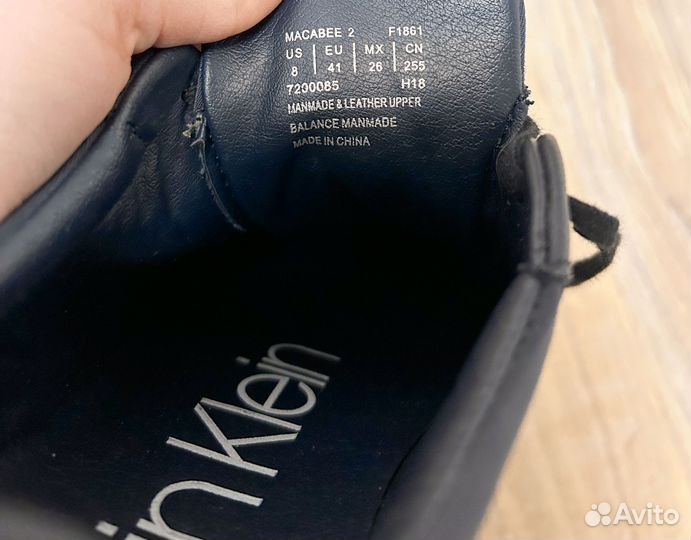 MACABEE 2 F1861
US EU MX CN
8 41 26 255
7200085 H18
MANMADE & LEATHER UPPER
BALANCE MANMADE
MADE IN CHINA
in Klein
Avito